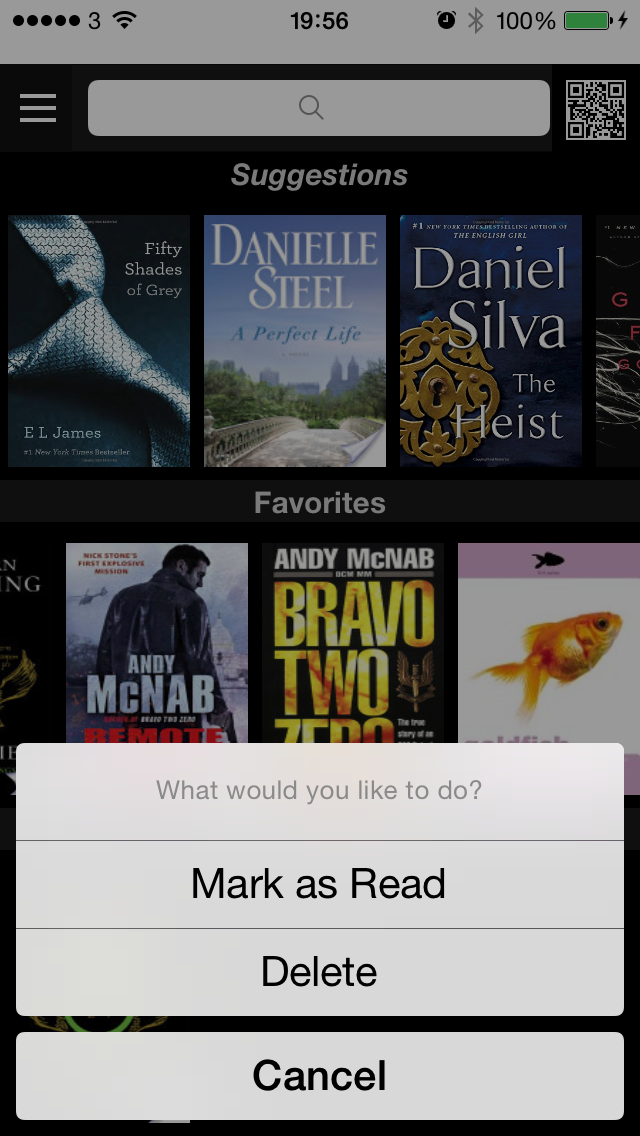 3
19:56
100%
Suggestions
Fifty
Shades
of Grey
E L James
#1 New York Times Bestseller
DANIELLE
STEEL
A Perfect Life
A NOVEL
#1 NEW YORK TIMES BESTSELLING AUTHOR OF
THE ENGLISH GIRL
Daniel
Silva
The
Heist
G
F
Favorites
NICK STONE'S
FIRST EXPLOSIVE
MISSION
ANDY
McNAB
AUTHOR OF BRAVO TWO ZERO
REMOTE
ANDY McNAB
DCM MM
BRAVO
TWO
ZERO
The true
story of an
goldfish
What would you like to do?
Mark as Read
Delete
Cancel